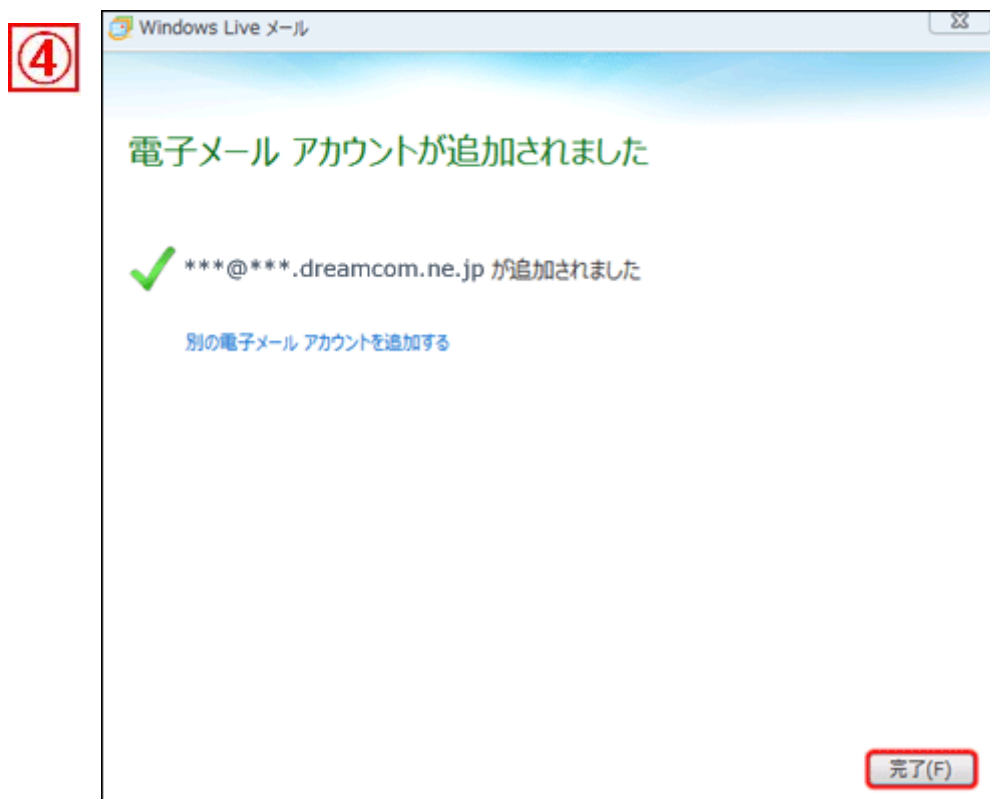 ④
Windows Live メール
電子メール アカウントが追加されました
***@***.dreamcom.ne.jp が追加されました
別の電子メール アカウントを追加する
完了(F)